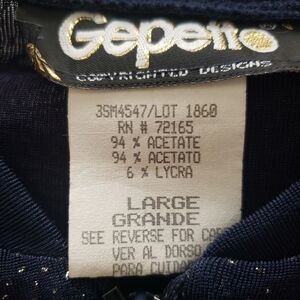 Gepetto
COPYRIGHTED DESIGNS
3SM4547/LOT 1860
RN # 72165
94 % ACETATE
94 % ACETATO
6 % LYCRA
LARGE
GRANDE
SEE REVERSE FOR CARE
VER AL DORSO
PARA CUIDA